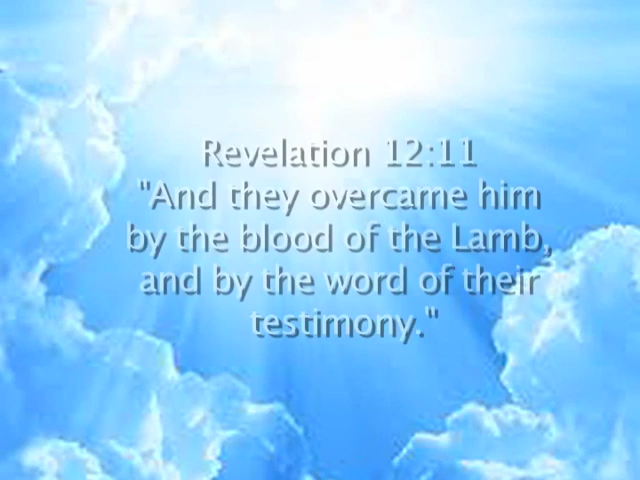 Revelation 12:11
"And they overcame him
by the blood of the Lamb,
and by the word of their
testimony."